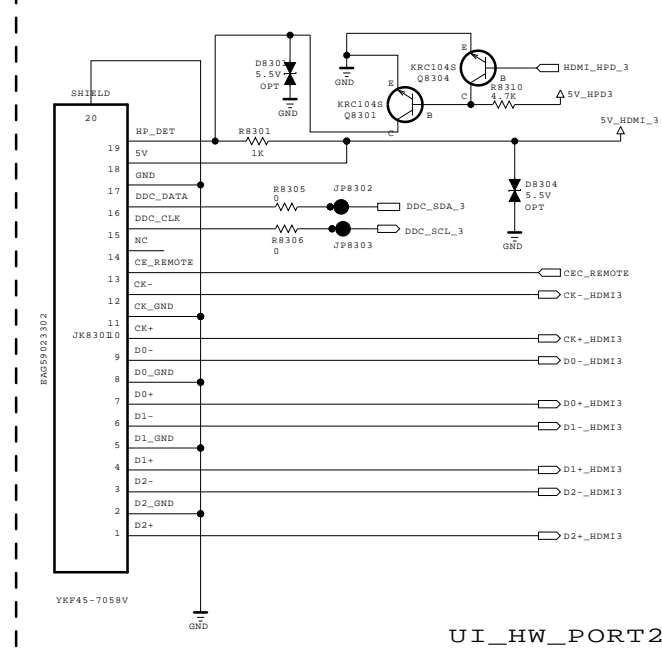 E
KRC104S
Q8304
B
C
HDMI_HPD_3
R8310
4.7K
5V_HPD3
GND
E
KRC104S
Q8301
B
C
D8301
5.5V
OPT
GND
5V_HDMI_3
SHIELD
20
19
HP_DET
R8301
1K
18
5V
17
GND
D8304
5.5V
OPT
GND
16
DDC_DATA
R8305
0
JP8302
DDC_SDA_3
15
DDC_CLK
R8306
0
JP8303
DDC_SCL_3
14
NC
13
CE_REMOTE
CEC_REMOTE
12
CK-
CK-_HDMI3
11
CK_GND
EAG59023302
JK8301
10
CK+
CK+_HDMI3
9
D0-
D0-_HDMI3
8
D0_GND
7
D0+
D0+_HDMI3
6
D1-
D1-_HDMI3
5
D1_GND
4
D1+
D1+_HDMI3
3
D2-
D2-_HDMI3
2
D2_GND
1
D2+
D2+_HDMI3
YKF45-7058V
GND
UI_HW_PORT2